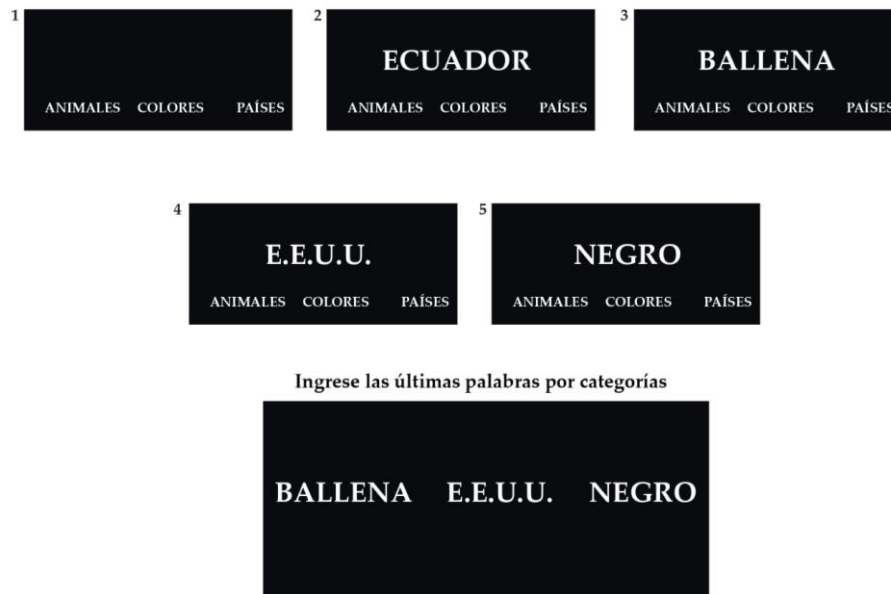 1
ANIMALES COLORES PAÍSES
2
ECUADOR
ANIMALES COLORES PAÍSES
3
BALLENA
ANIMALES COLORES PAÍSES
4
E.E.U.U.
ANIMALES COLORES PAÍSES
5
NEGRO
ANIMALES COLORES PAÍSES
Ingrese las últimas palabras por categorías
BALLENA E.E.U.U. NEGRO